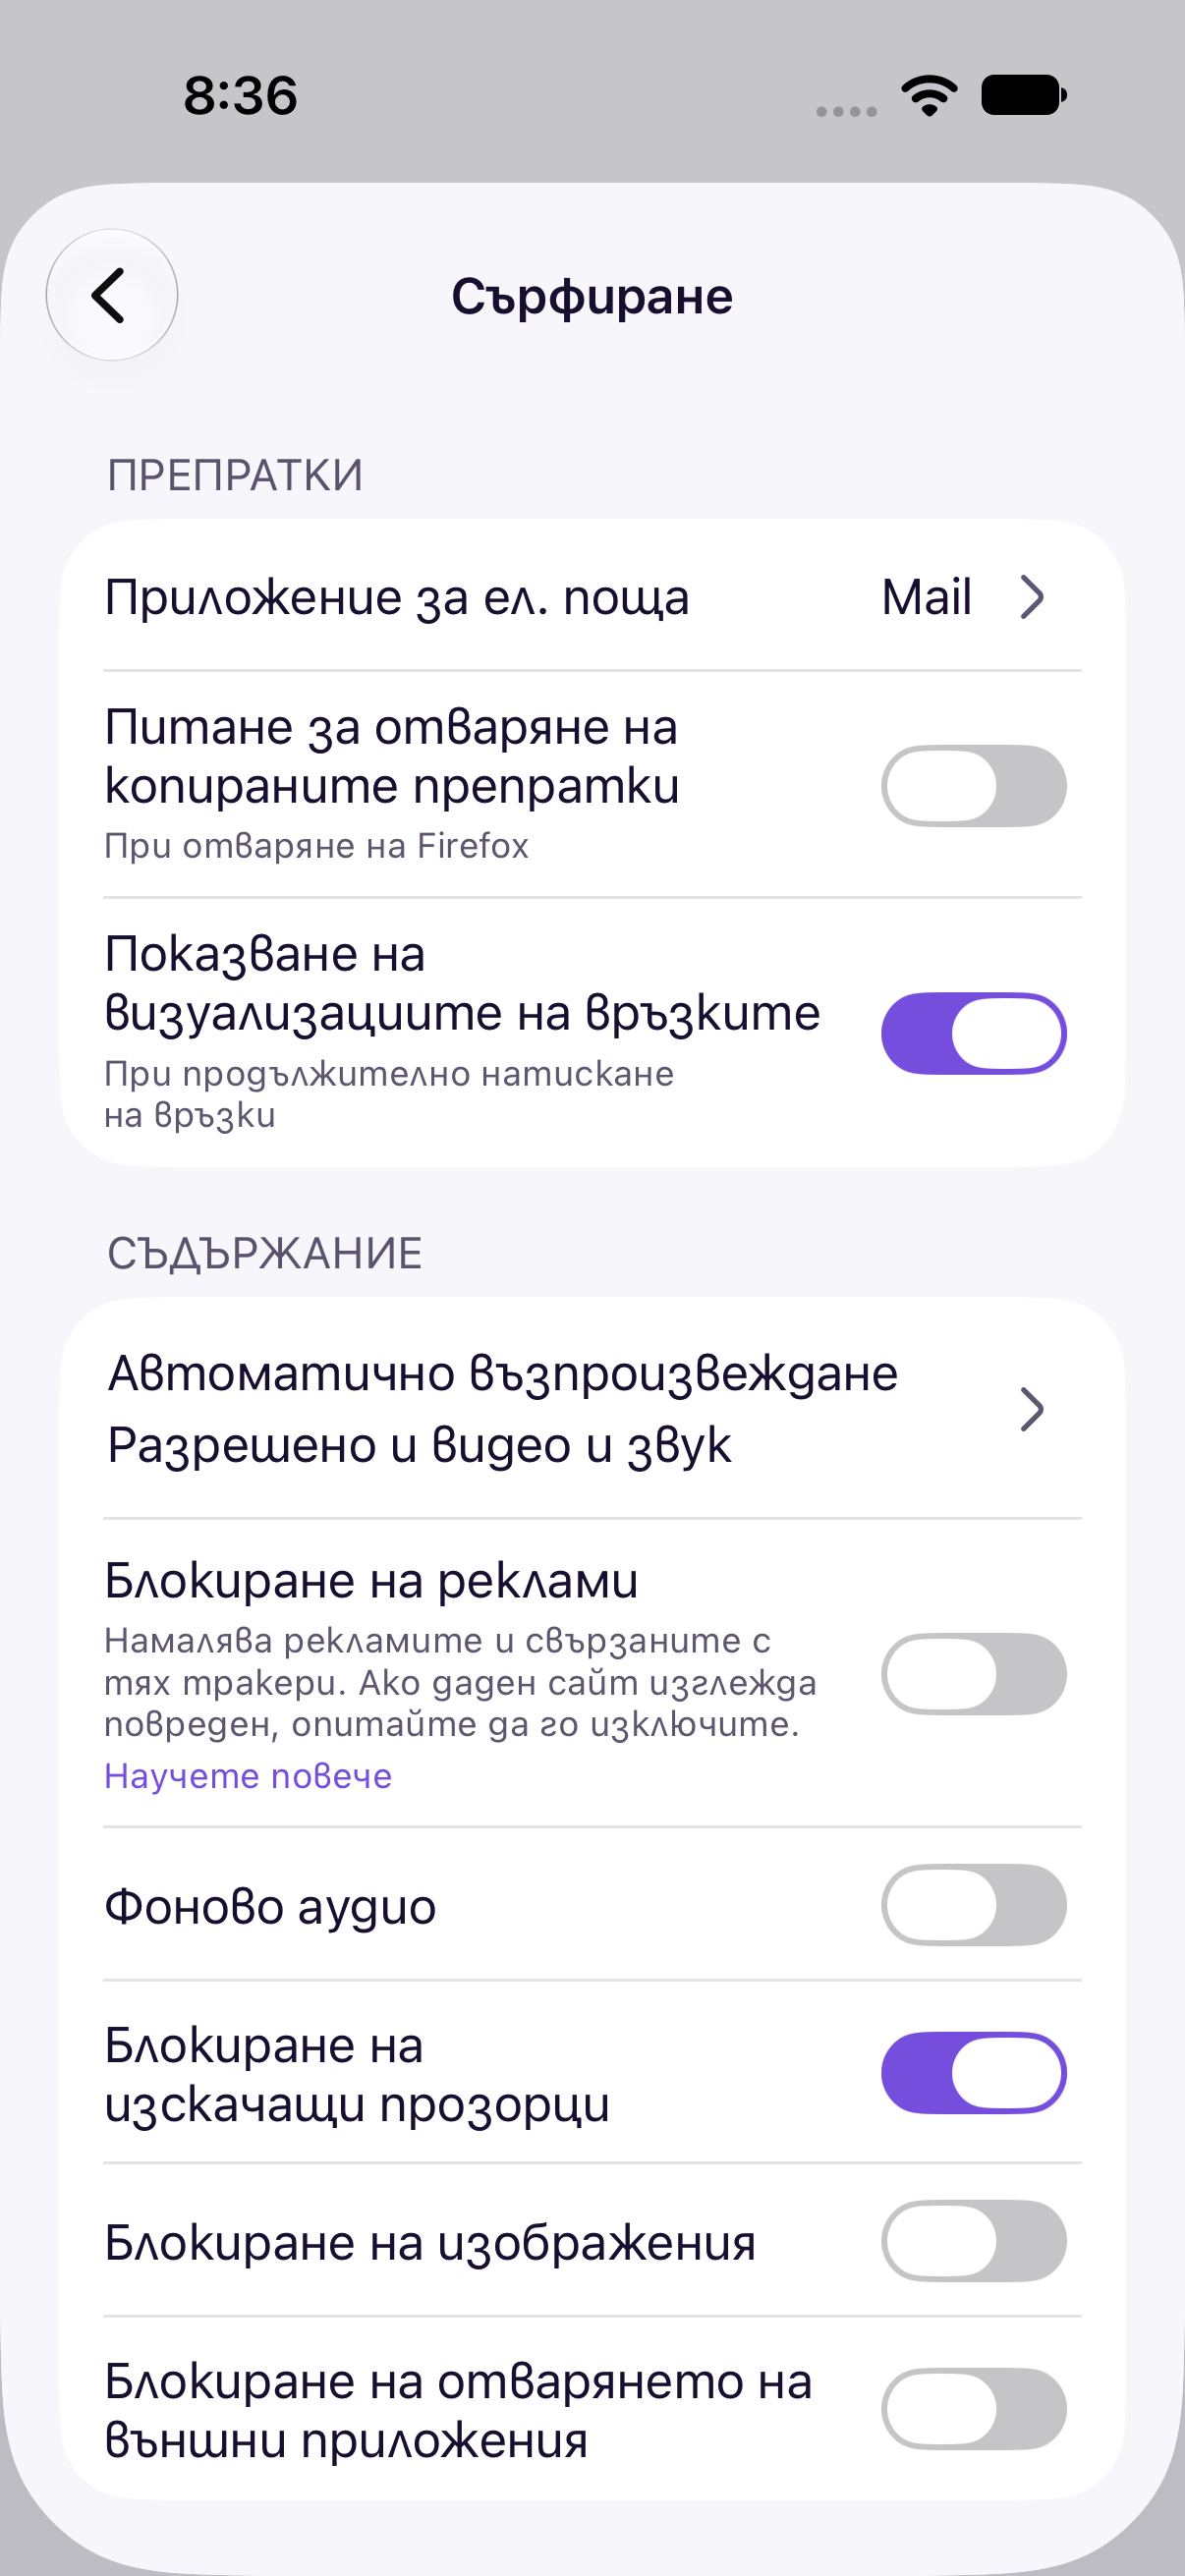 8:36
Сърфиране
ПРЕПРАТКИ
Приложение за ел. поща Mail
Питане за отваряне на
копираните препратки
При отваряне на Firefox
Показване на
визуализациите на връзките
При продължително натискане
на връзки
СЪДЪРЖАНИЕ
Автоматично възпроизвеждане
Разрешено и видео и звук
Блокиране на реклами
Намалява рекламите и свързаните с
тях тракери. Ако даден сайт изглежда
повреден, опитайте да го изключите.
Научете повече
Фоново аудио
Блокиране на
изскачащи прозорци
Блокиране на изображения
Блокиране на отварянето на
външни приложения